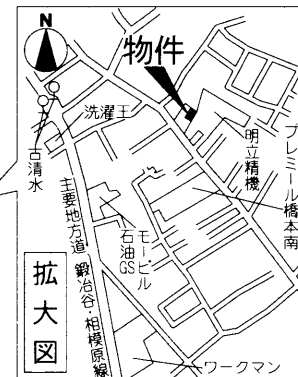 N
物件
洗濯王
古清水
明立精機
プレミール橋本南
主要地方道 鍛冶谷・相模原線
モービル
石油GS
拡大図
ワークマン